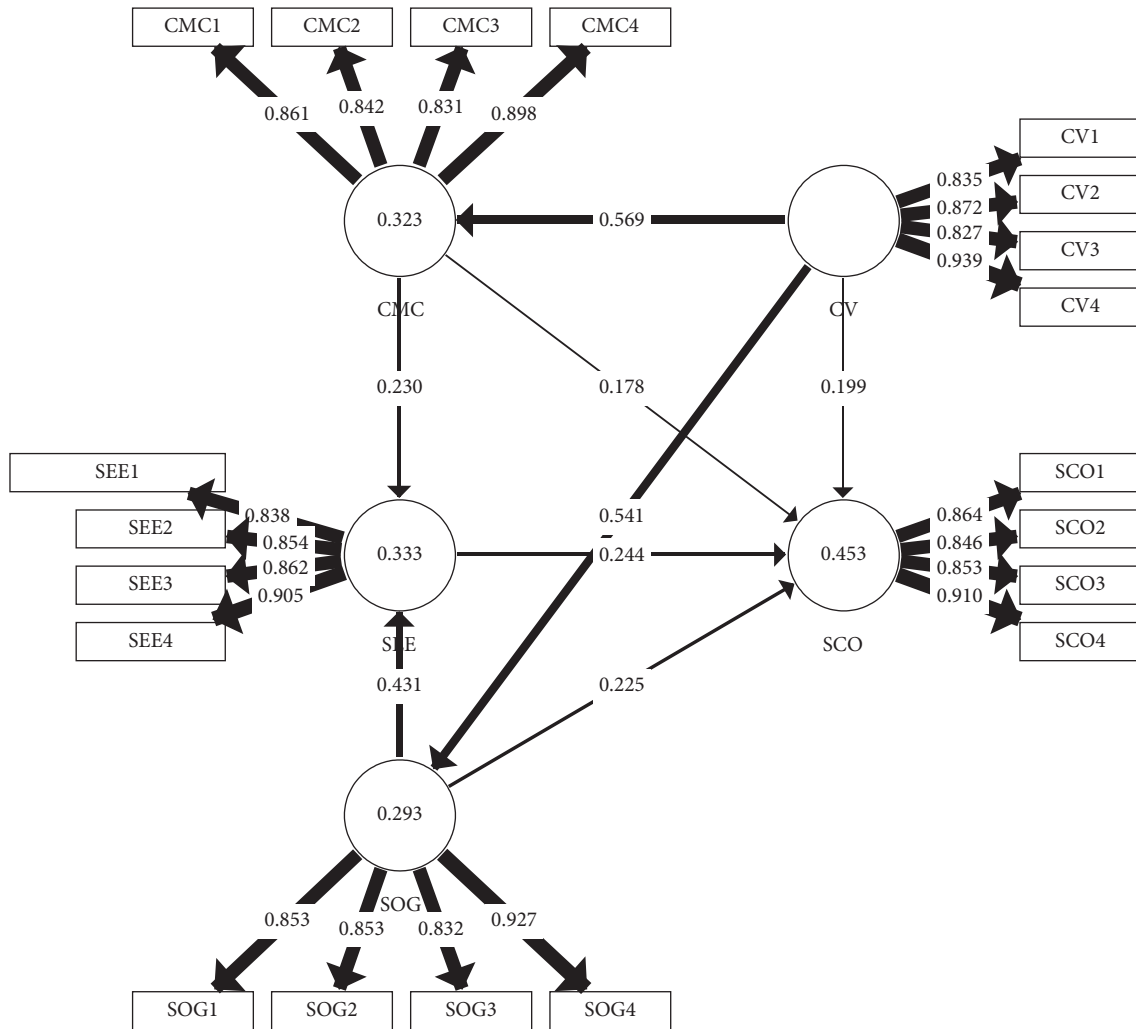 CMC1 CMC2 CMC3 CMC4
0.861 0.842 0.831 0.898
CV1
0.835
CV2
0.872
0.827
CV3
0.939
CV4
0.323 0.569
CMC CV
0.230 0.178 0.199
SEE1
0.838
SEE2
0.854
0.862
SEE3
0.905
SEE4
0.333
SEE
0.541
0.244
0.453
SCO
SCO1
0.864
SCO2
0.846
0.853
SCO3
0.910
SCO4
0.431 0.225
0.293
SOG
0.853 0.853 0.832 0.927
SOG1 SOG2 SOG3 SOG4